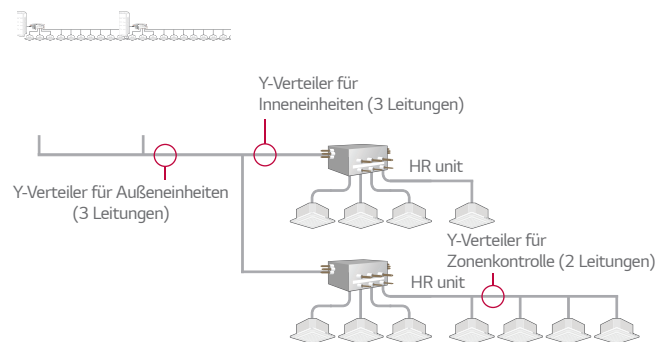 Y-Verteiler für
Inneneinheiten (3 Leitungen)
HR unit
Y-Verteiler für Außeneinheiten
(3 Leitungen)
Y-Verteiler für
Zonenkontrolle (2 Leitungen)
HR unit